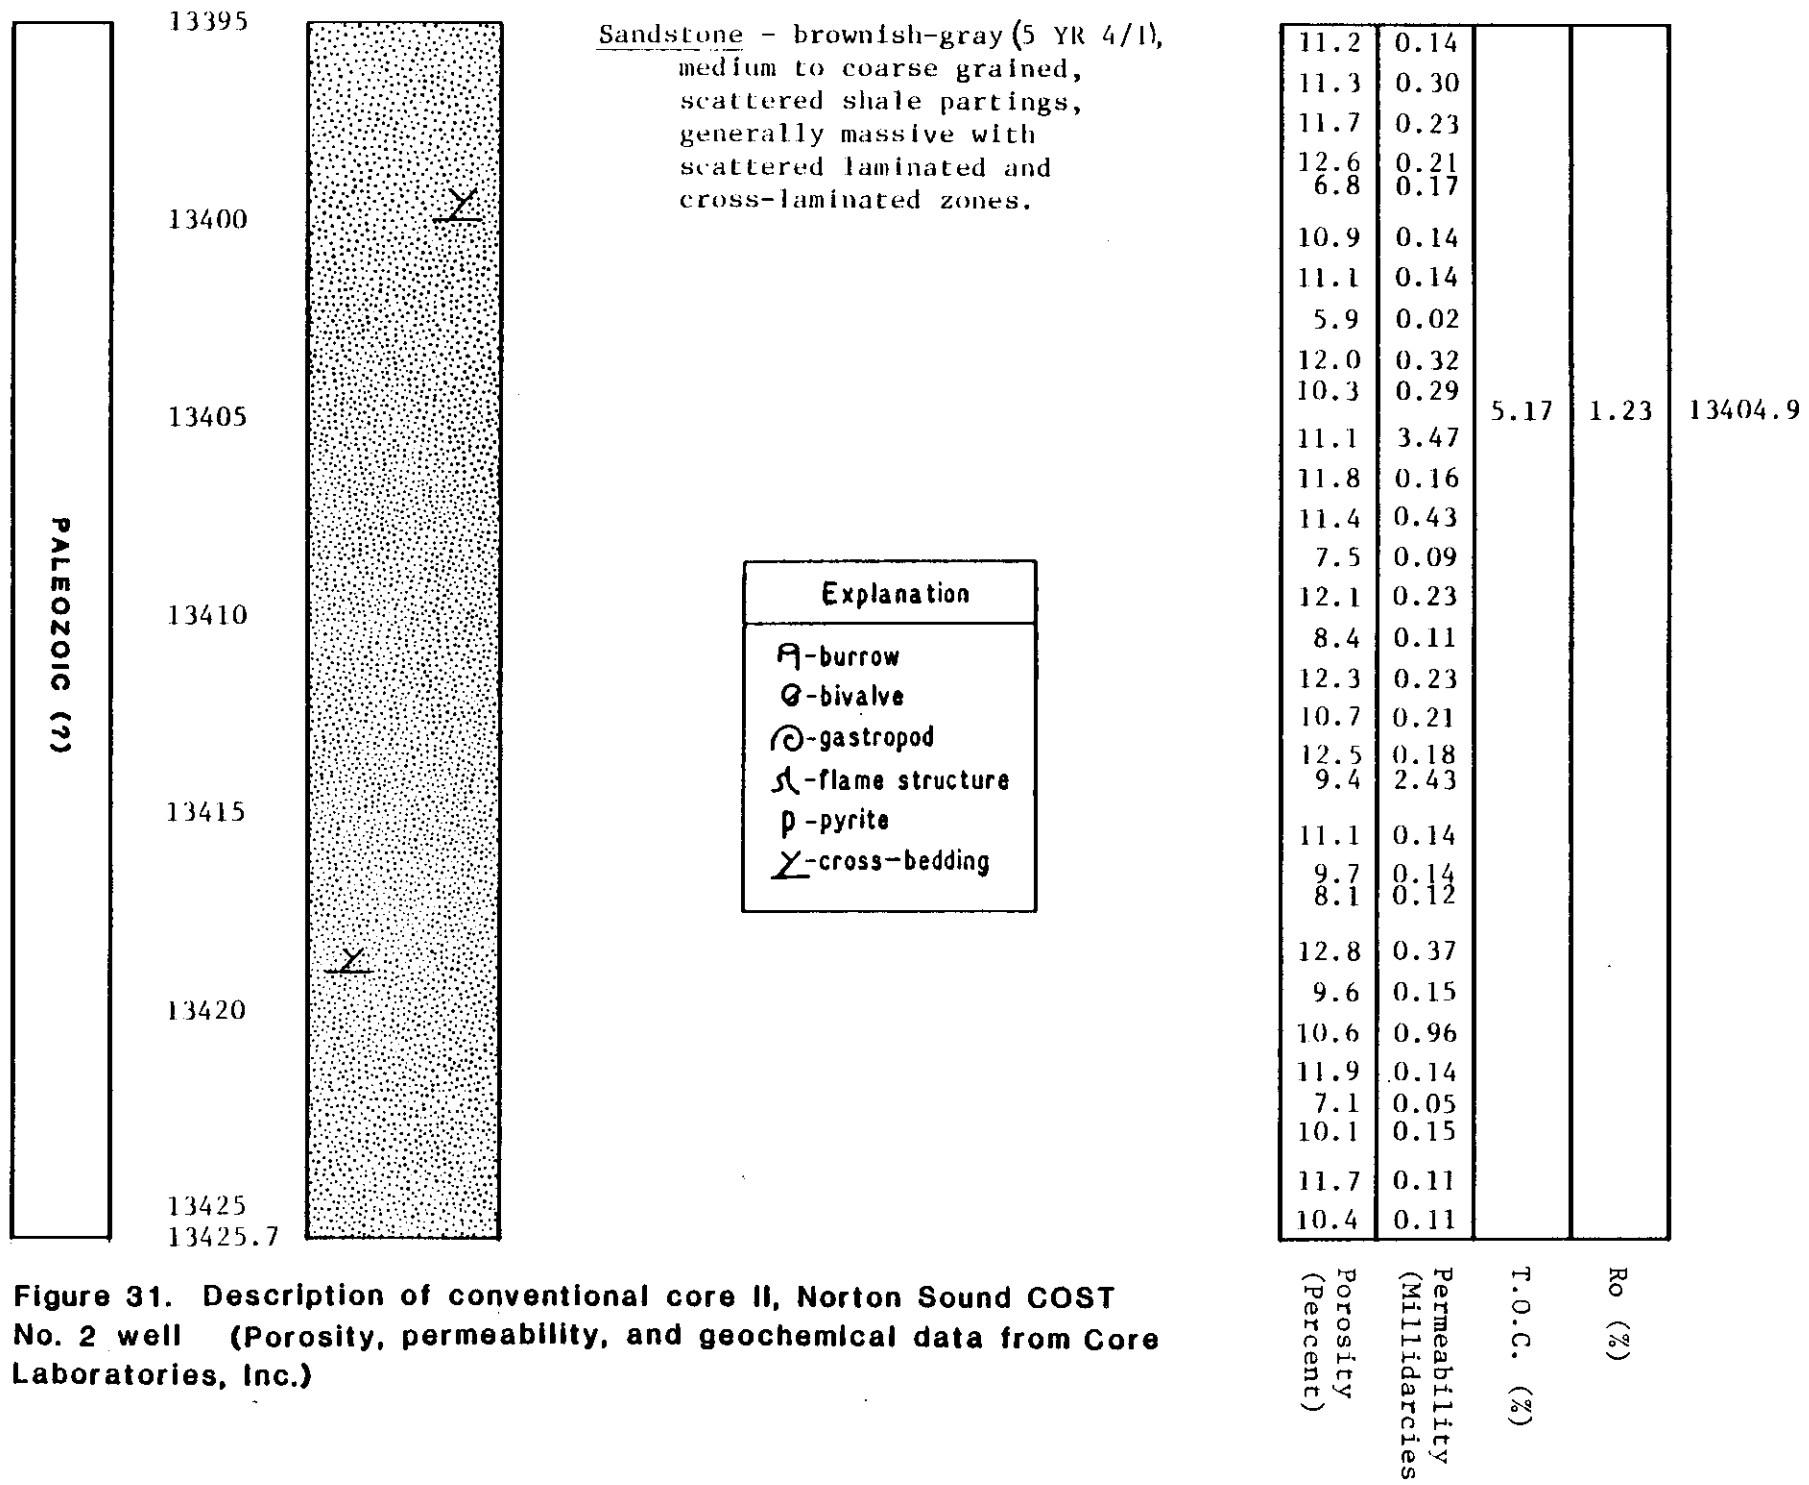 PALEOZOIC (?)
13395
13400
13405
13410
13415
13420
13425
13425.7
Sandstone - brownish-gray (5 YR 4/1),
medium to coarse grained,
scattered shale partings,
generally massive with
scattered laminated and
cross-laminated zones.
Explanation
-burrow
-bivalve
-gastropod
-flame structure
p-pyrite
-cross-bedding
11.2 0.14
11.3 0.30
11.7 0.23
12.6 0.21
6.8 0.17
10.9 0.14
11.1 0.14
5.9 0.02
12.0 0.32
10.3 0.29
5.17 1.23 13404.9
11.1 3.47
11.8 0.16
11.4 0.43
7.5 0.09
12.1 0.23
8.4 0.11
12.3 0.23
10.7 0.21
12.5 0.18
9.4 2.43
11.1 0.14
9.7 0.14
8.1 0.12
12.8 0.37
9.6 0.15
10.6 0.96
11.9 0.14
7.1 0.05
10.1 0.15
11.7 0.11
10.4 0.11
Porosity
(Percent)
Permeability
(Millidarcies
T.O.C. (%)
Ro (%)
Figure 31. Description of conventional core II, Norton Sound COST
No. 2 well (Porosity, permeability, and geochemical data from Core
Laboratories, Inc.)